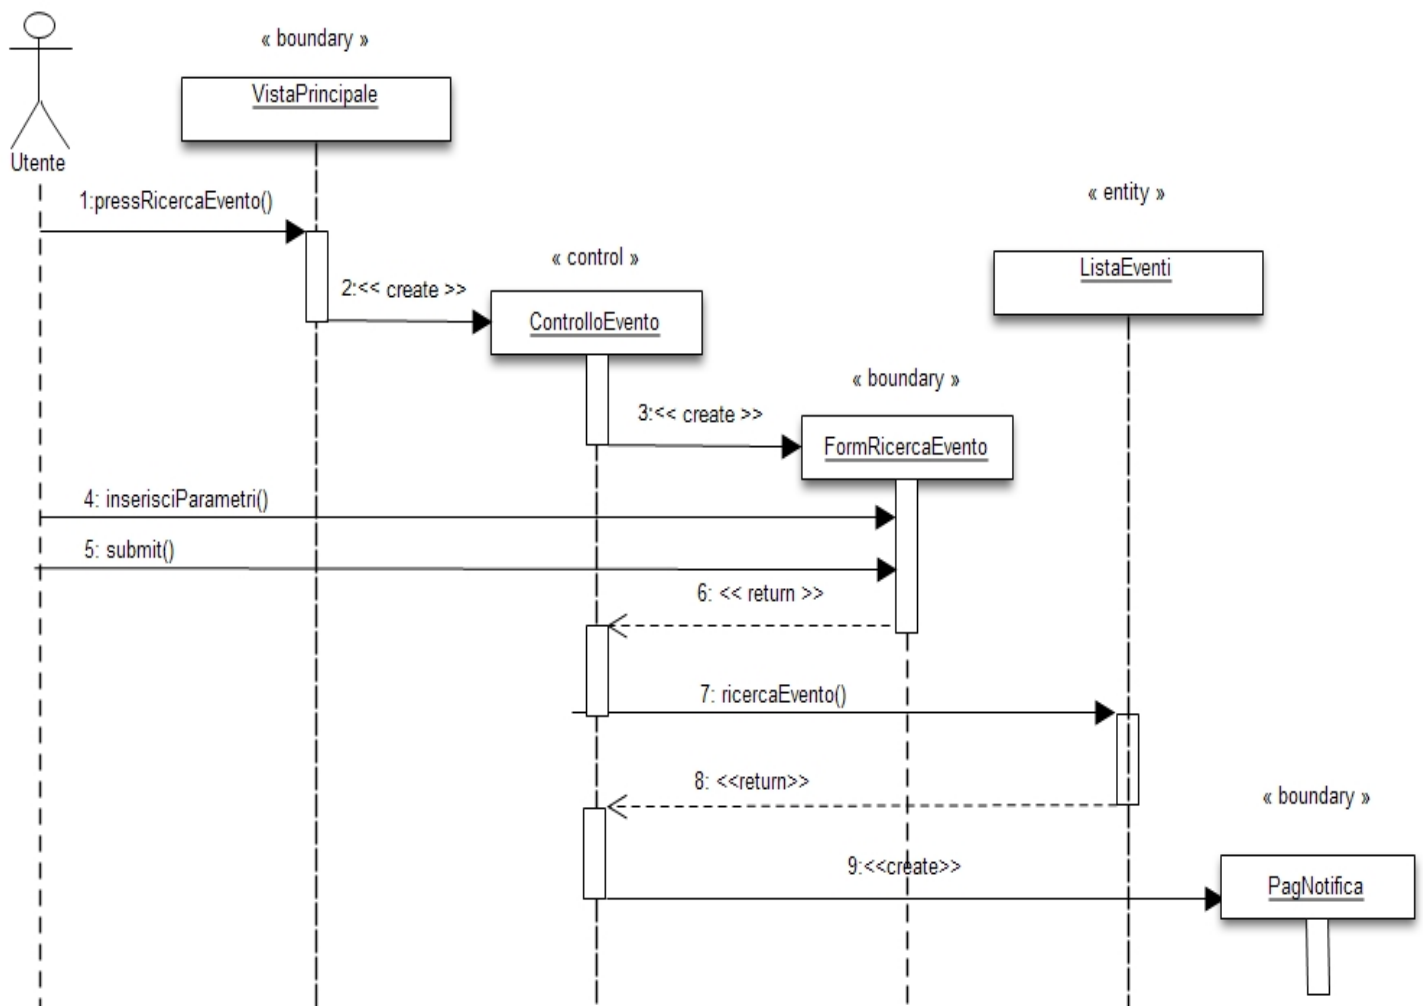 « boundary »
VistaPrincipale
Utente
1:pressRicercaEvento()
« entity »
« control »
ListaEventi
2:<< create >>
ControlloEvento
« boundary »
3:<< create >>
FormRicercaEvento
4: inserisciParametri()
5: submit()
6: << return >>
7: ricercaEvento()
8: <<return>>
« boundary »
9:<<create>>
PagNotifica